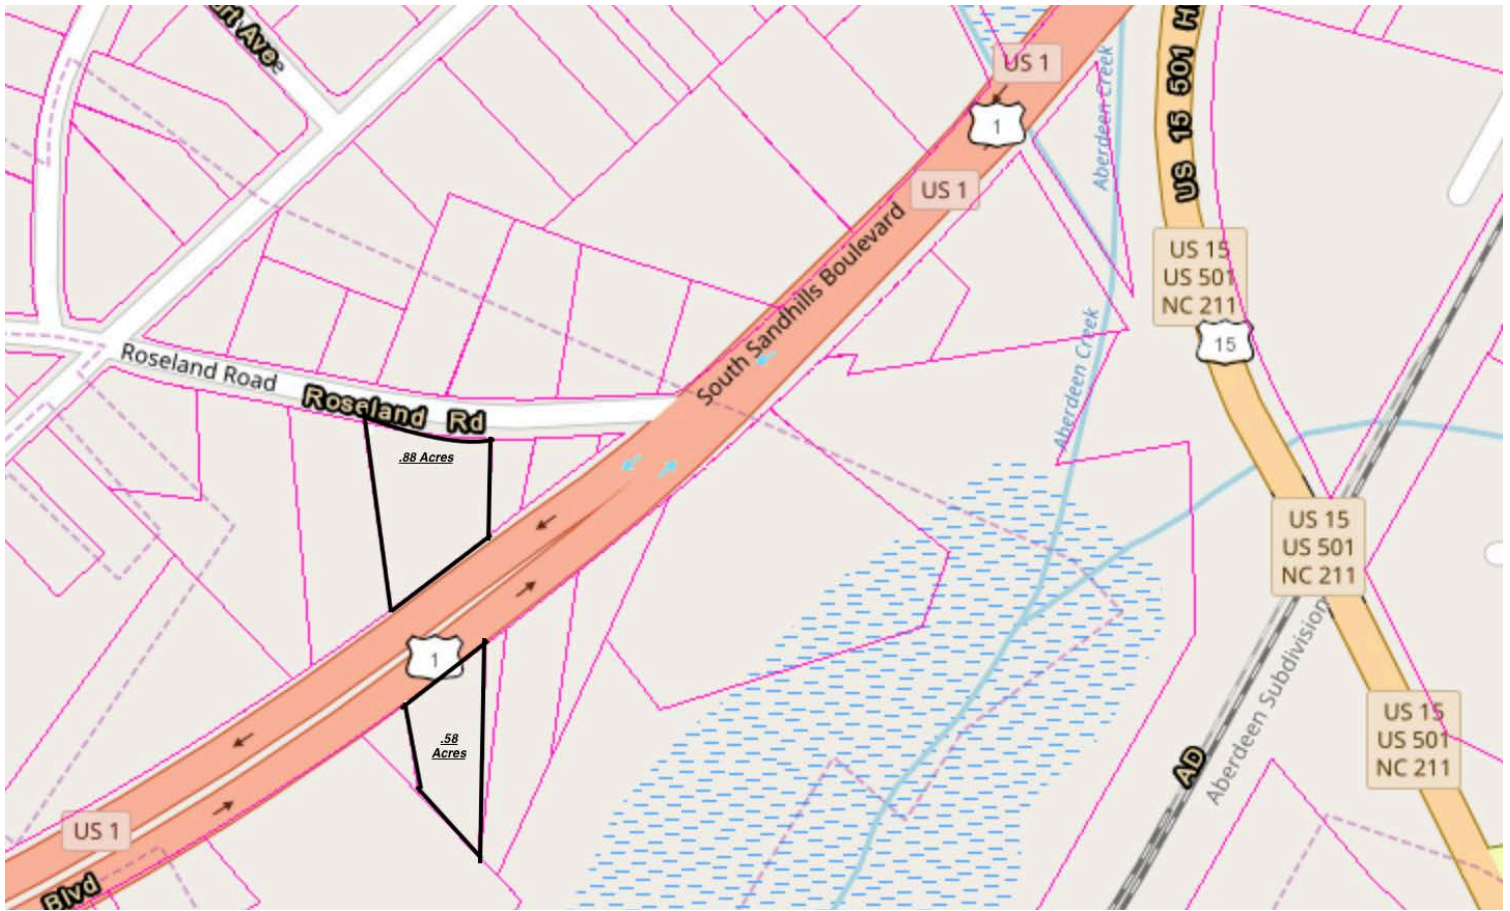 US 1
1
US 1
Aberdeen Creek
US 15 501 H
South Sandhills Boulevard
US 15
US 501
NC 211
15
Roseland Road
Roseland Rd
Aberdeen Creek
.88 Acres
US 15
US 501
NC 211
1
.58
Acres
Aberdeen Subdivision
AD
US 15
US 501
NC 211
US 1
Blvd